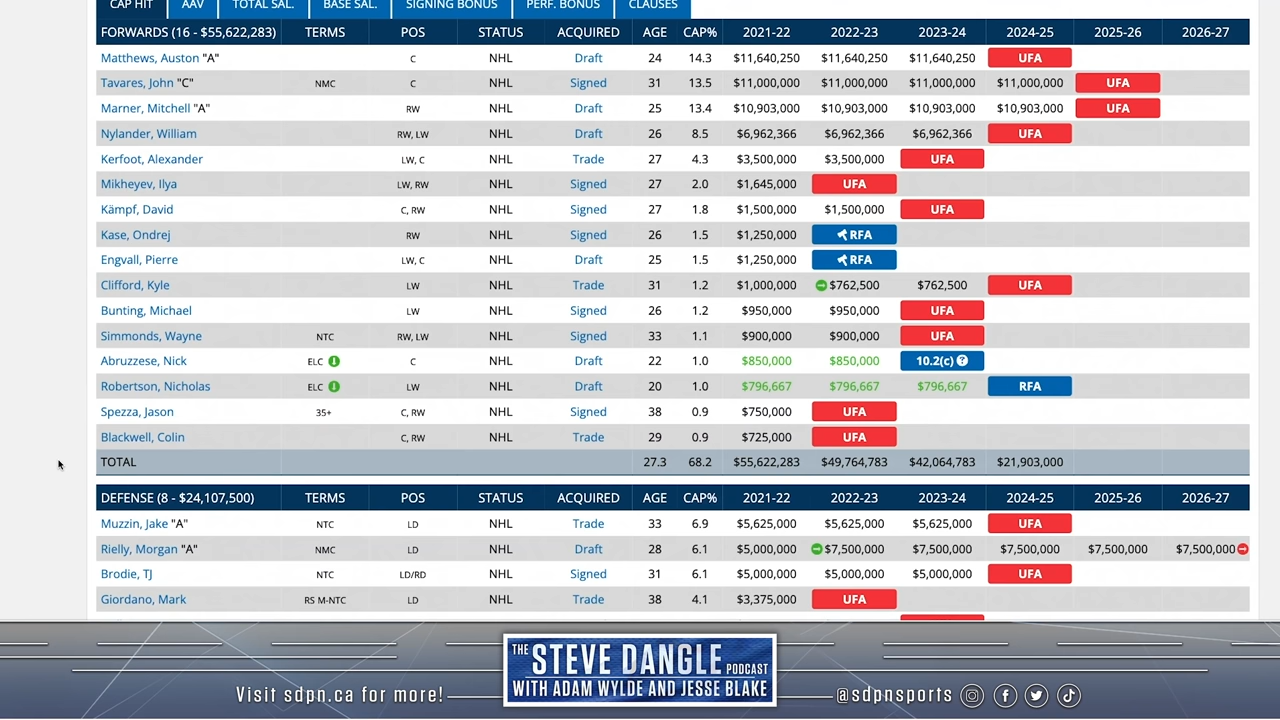 CAP HIT AAV TOTAL SAL. BASE SAL. SIGNING BONUS PERF. BONUS CLAUSES
FORWARDS (16 - $55,622,283) TERMS POS STATUS ACQUIRED AGE CAP% 2021-22 2022-23 2023-24 2024-25 2025-26 2026-27
Matthews, Auston "A" C NHL Draft 24 14.3 $11,640,250 $11,640,250 $11,640,250 UFA
Tavares, John "C" NMC C NHL Signed 31 13.5 $11,000,000 $11,000,000 $11,000,000 $11,000,000 UFA
Marner, Mitchell "A" RW NHL Draft 25 13.4 $10,903,000 $10,903,000 $10,903,000 $10,903,000 UFA
Nylander, William RW, LW NHL Draft 26 8.5 $6,962,366 $6,962,366 $6,962,366 UFA
Kerfoot, Alexander LW, C NHL Trade 27 4.3 $3,500,000 $3,500,000 UFA
Mikheyev, Ilya LW, RW NHL Signed 27 2.0 $1,645,000 UFA
Kämpf, David C, RW NHL Signed 27 1.8 $1,500,000 $1,500,000 UFA
Kase, Ondrej RW NHL Signed 26 1.5 $1,250,000 RFA
Engvall, Pierre LW, C NHL Draft 25 1.5 $1,250,000 RFA
Clifford, Kyle LW NHL Trade 31 1.2 $1,000,000 $762,500 $762,500 UFA
Bunting, Michael LW NHL Signed 26 1.2 $950,000 $950,000 UFA
Simmonds, Wayne NTC RW, LW NHL Signed 33 1.1 $900,000 $900,000 UFA
Abruzzese, Nick ELC C NHL Draft 22 1.0 $850,000 $850,000 10.2(c) ?
Robertson, Nicholas ELC LW NHL Draft 20 1.0 $796,667 $796,667 $796,667 RFA
Spezza, Jason 35+ C, RW NHL Signed 38 0.9 $750,000 UFA
Blackwell, Colin C, RW NHL Trade 29 0.9 $725,000 UFA
TOTAL 27.3 68.2 $55,622,283 $49,764,783 $42,064,783 $21,903,000
DEFENSE (8 - $24,107,500) TERMS POS STATUS ACQUIRED AGE CAP% 2021-22 2022-23 2023-24 2024-25 2025-26 2026-27
Muzzin, Jake "A" NTC LD NHL Trade 33 6.9 $5,625,000 $5,625,000 $5,625,000 UFA
Rielly, Morgan "A" NMC LD NHL Draft 28 6.1 $5,000,000 $7,500,000 $7,500,000 $7,500,000 $7,500,000 $7,500,000
Brodie, TJ NTC LD/RD NHL Signed 31 6.1 $5,000,000 $5,000,000 $5,000,000 UFA
Giordano, Mark RS M-NTC LD NHL Trade 38 4.1 $3,375,000 UFA
THE STEVE DANGLE PODCAST
WITH ADAM WYLDE AND JESSE BLAKE
Visit sdpn.ca for more!
@sdpnsports